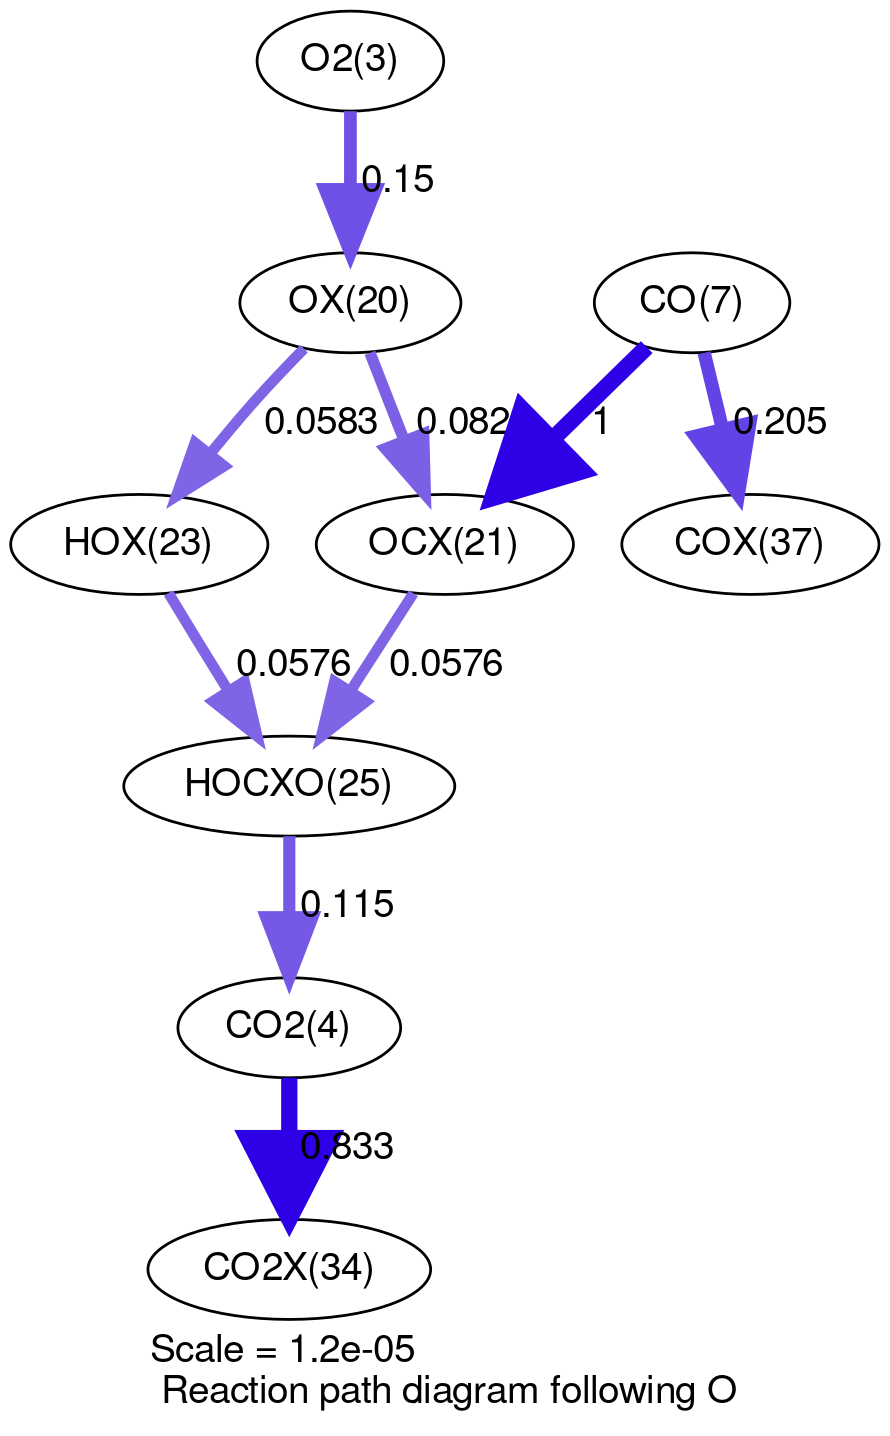 O2(3)
0.15
OX(20)
CO(7)
0.0583
0.082
1
0.205
HOX(23)
OCX(21)
COX(37)
0.0576
0.0576
HOCXO(25)
0.115
CO2(4)
0.833
CO2X(34)
Scale = 1.2e-05
Reaction path diagram following O